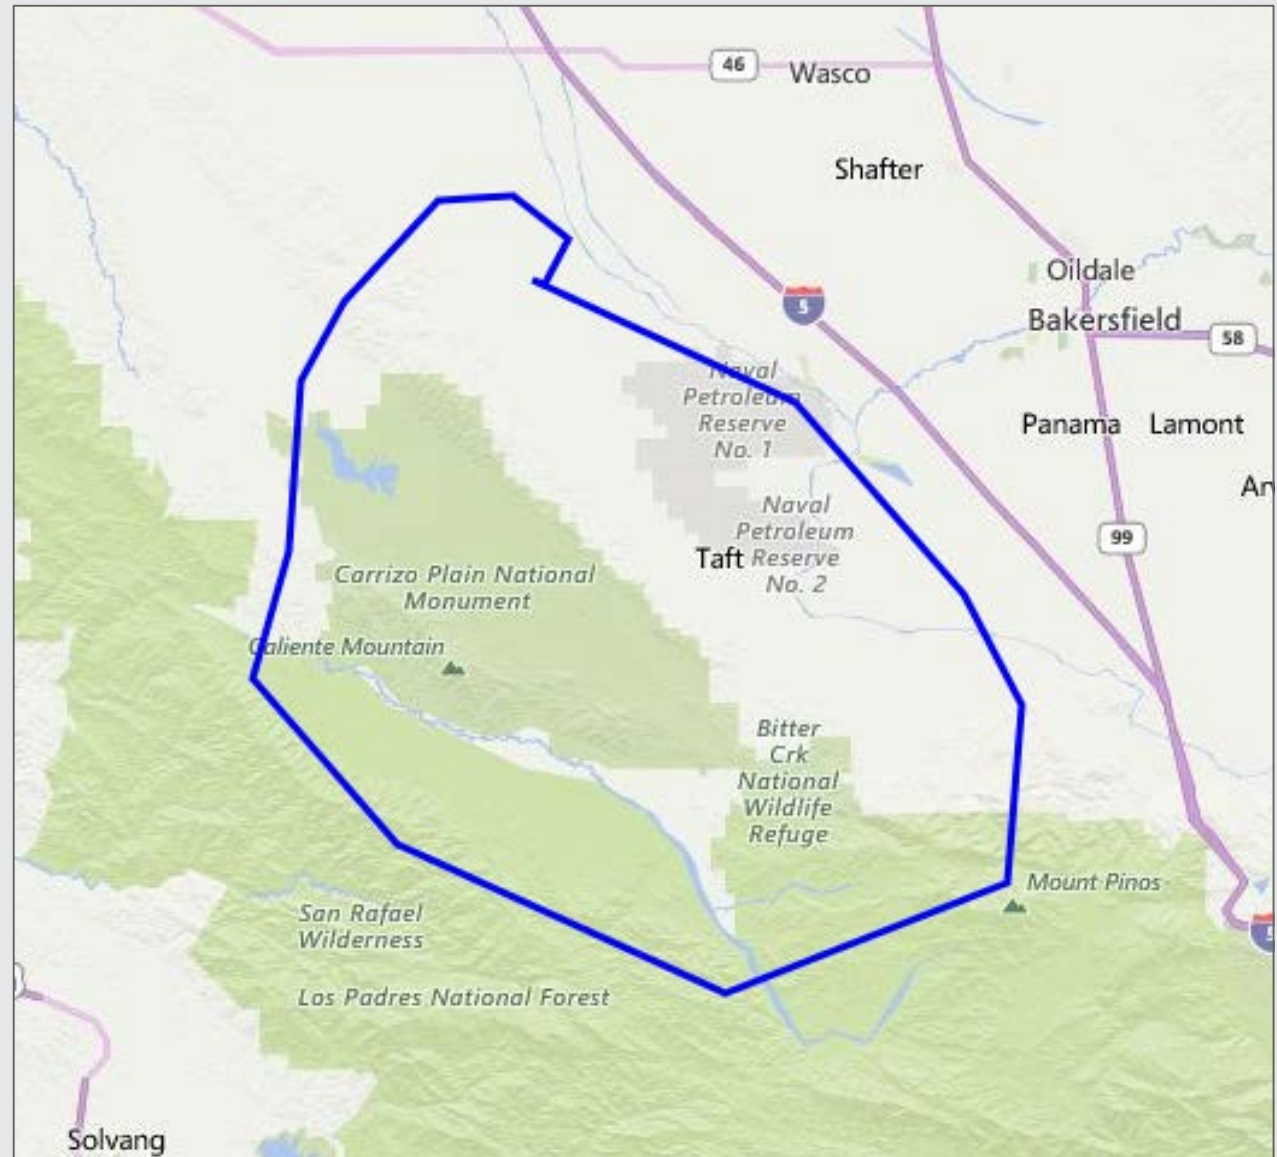 46
Wasco
Shafter
Oildale
5
Bakersfield
58
Naval
Petroleum
Reserve
No. 1
Panama
Lamont
Naval
Petroleum
Reserve
No. 2
Taft
99
Carrizo Plain National
Monument
Caliente Mountain
Bitter
Crk
National
Wildlife
Refuge
Mount Pinos
San Rafael
Wilderness
5
Los Padres National Forest
Solvang